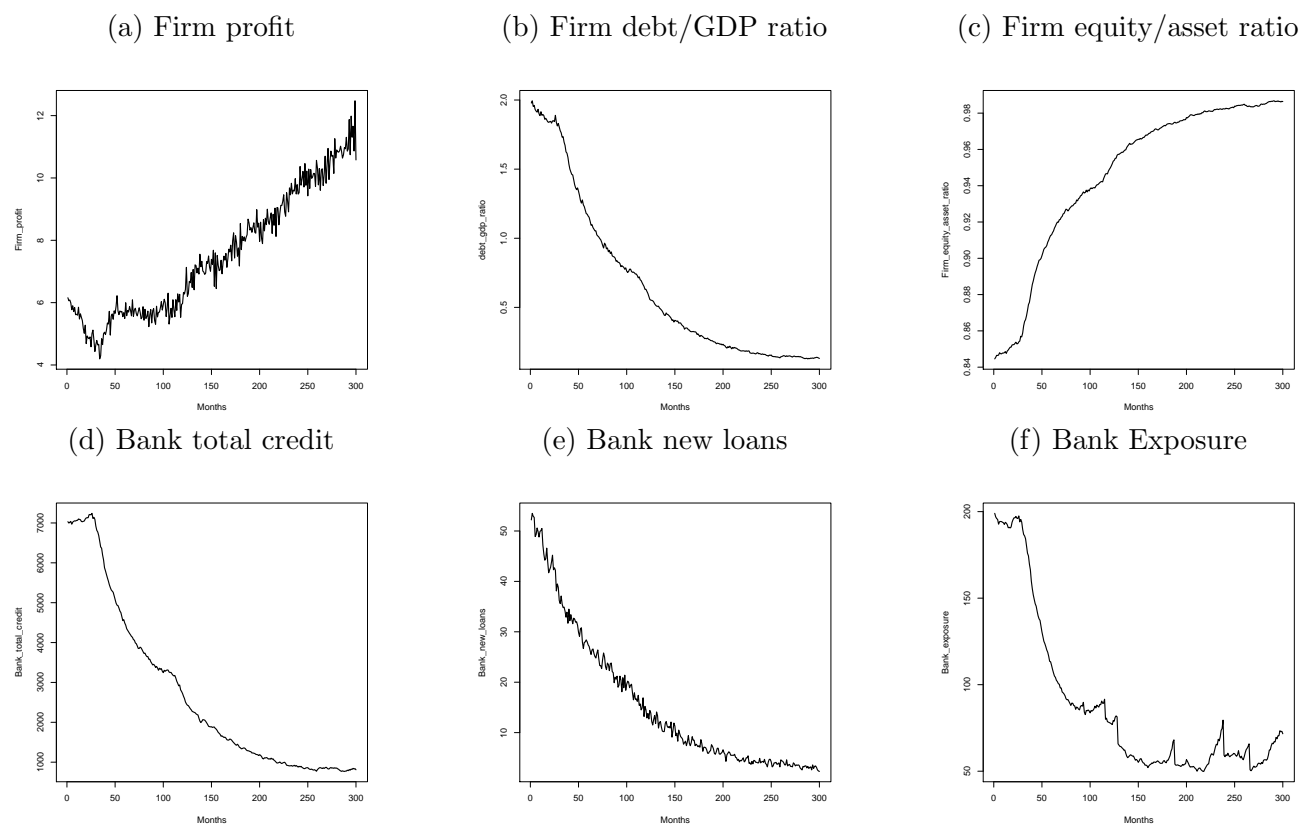 (a) Firm profit
(b) Firm debt/GDP ratio
(c) Firm equity/asset ratio
Firm_profit
4
6
8
10
12
0 50 100 150 200 250 300
Months
debt_gdp_ratio
0.5
1.0
1.5
2.0
0 50 100 150 200 250 300
Months
Firm_equity_asset_ratio
0.84
0.86
0.88
0.90
0.92
0.94
0.96
0.98
0 50 100 150 200 250 300
Months
(d) Bank total credit
(e) Bank new loans
(f) Bank Exposure
Bank_total_credit
1000
2000
3000
4000
5000
6000
7000
0 50 100 150 200 250 300
Months
Bank_new_loans
10
20
30
40
50
0 50 100 150 200 250 300
Months
Bank_exposure
50
100
150
200
0 50 100 150 200 250 300
Months